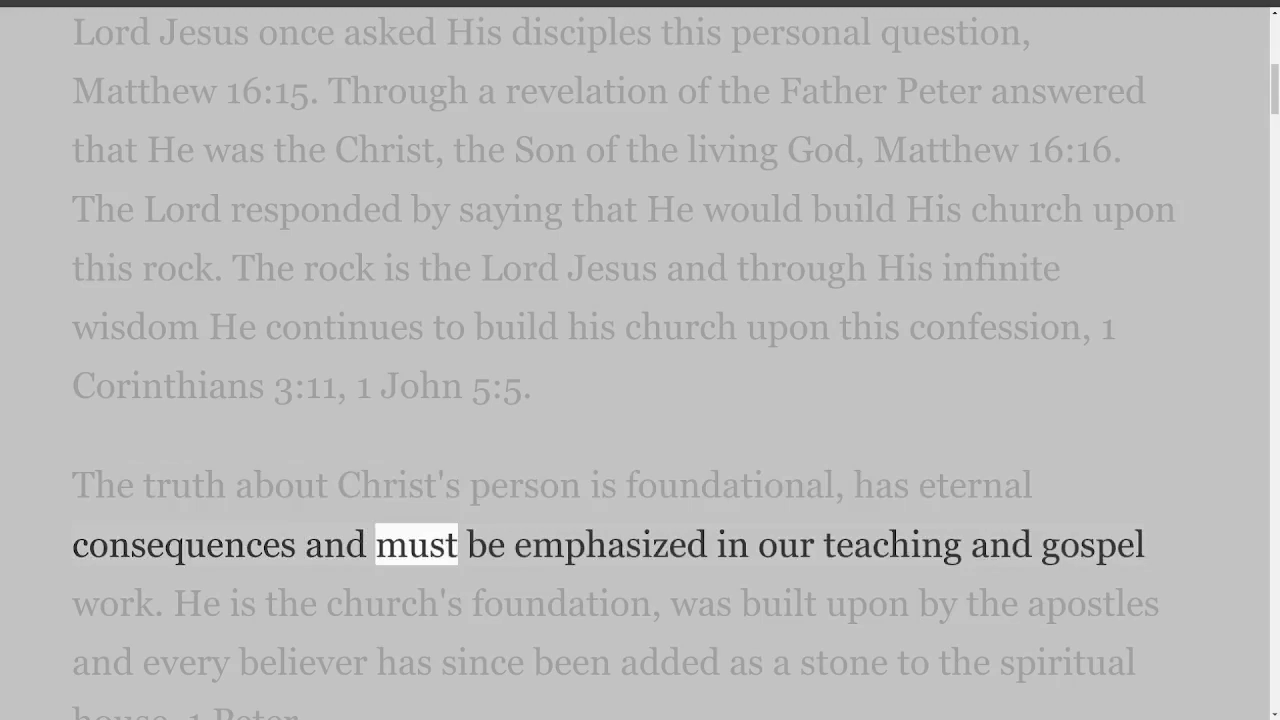 Lord Jesus once asked His disciples this personal question,
Matthew 16:15. Through a revelation of the Father Peter answered
that He was the Christ, the Son of the living God, Matthew 16:16.
The Lord responded by saying that He would build His church upon
this rock. The rock is the Lord Jesus and through His infinite
wisdom He continues to build his church upon this confession, 1
Corinthians 3:11, 1 John 5:5.
The truth about Christ's person is foundational, has eternal
consequences and must be emphasized in our teaching and gospel
work. He is the church's foundation, was built upon by the apostles
and every believer has since been added as a stone to the spiritual
house, 1 Peter